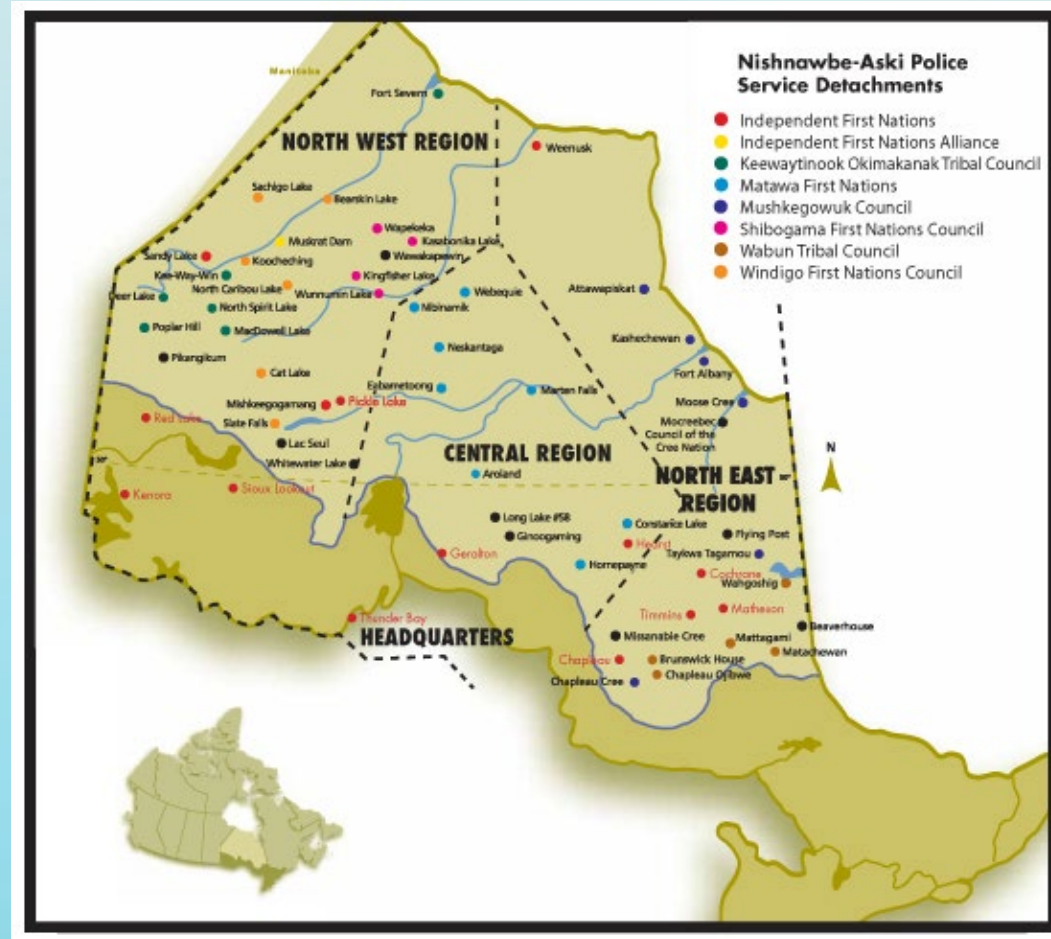 Manitoba
Nishnawbe-Aski Police
Service Detachments
Independent First Nations
Independent First Nations Alliance
Keewaytinook Okimakanak Tribal Council
Matawa First Nations
Mushkegowuk Council
Shibogama First Nations Council
Wabun Tribal Council
Windigo First Nations Council
Fort Severn
NORTH WEST REGION
Weenusk
Sachigo Lake
Bearskin Lake
Wapekeka
Muskrat Dam
Kasabonika Lake
Sandy Lake
Koocheching
Wawakapewin
Kee-Way-Win
Kingfisher Lake
North Caribou Lake
Deer Lake
Wunnumin Lake
Webequie
Attawapiskat
North Spirit Lake
Nibinamik
Poplar Hill
MacDowell Lake
Kashechewan
Neskantaga
Pikangikum
Fort Albany
Cat Lake
Eabametoong
Marten Falls
Mishkeegogamang
Pickle Lake
Moose Cree
Red Lake
Slate Falls
Mocreebec
Council of the
Cree Nation
Lac Seul
CENTRAL REGION
N
Whitewater Lake
Aroland
NORTH EAST
REGION
Kenora
Sioux Lookout
Long Lake #58
Constance Lake
Ginoogaming
Flying Post
Hearst
Geralton
Taykwa Tagamou
Hornepayne
Cochrane
Wahgoshig
Thunder Bay
Timmins
Matheson
HEADQUARTERS
Missanabie Cree
Beaverhouse
Mattagami
Matachewan
Chapleau
Brunswick House
Chapleau Ojibwe
Chapleau Cree